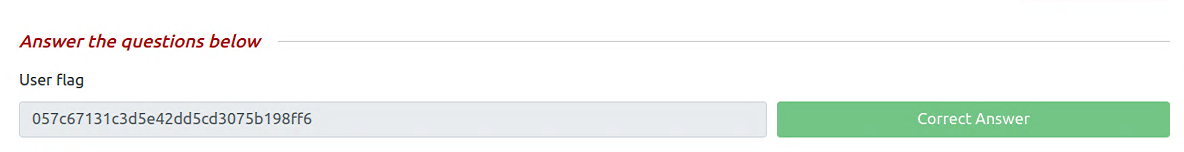 Answer the questions below
User flag
057c67131c3d5e42dd5cd3075b198ff6
Correct Answer